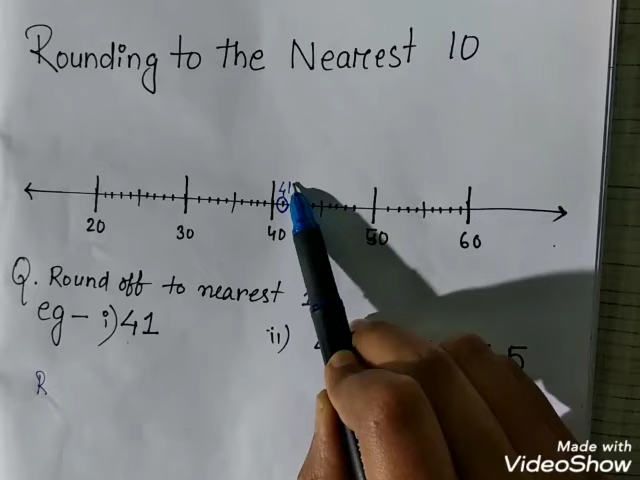 Rounding to the Nearest 10
41
20 30 40 50 60
Q. Round off to nearest
eg- i) 41 ii) 5
R
Made with
VideoShow